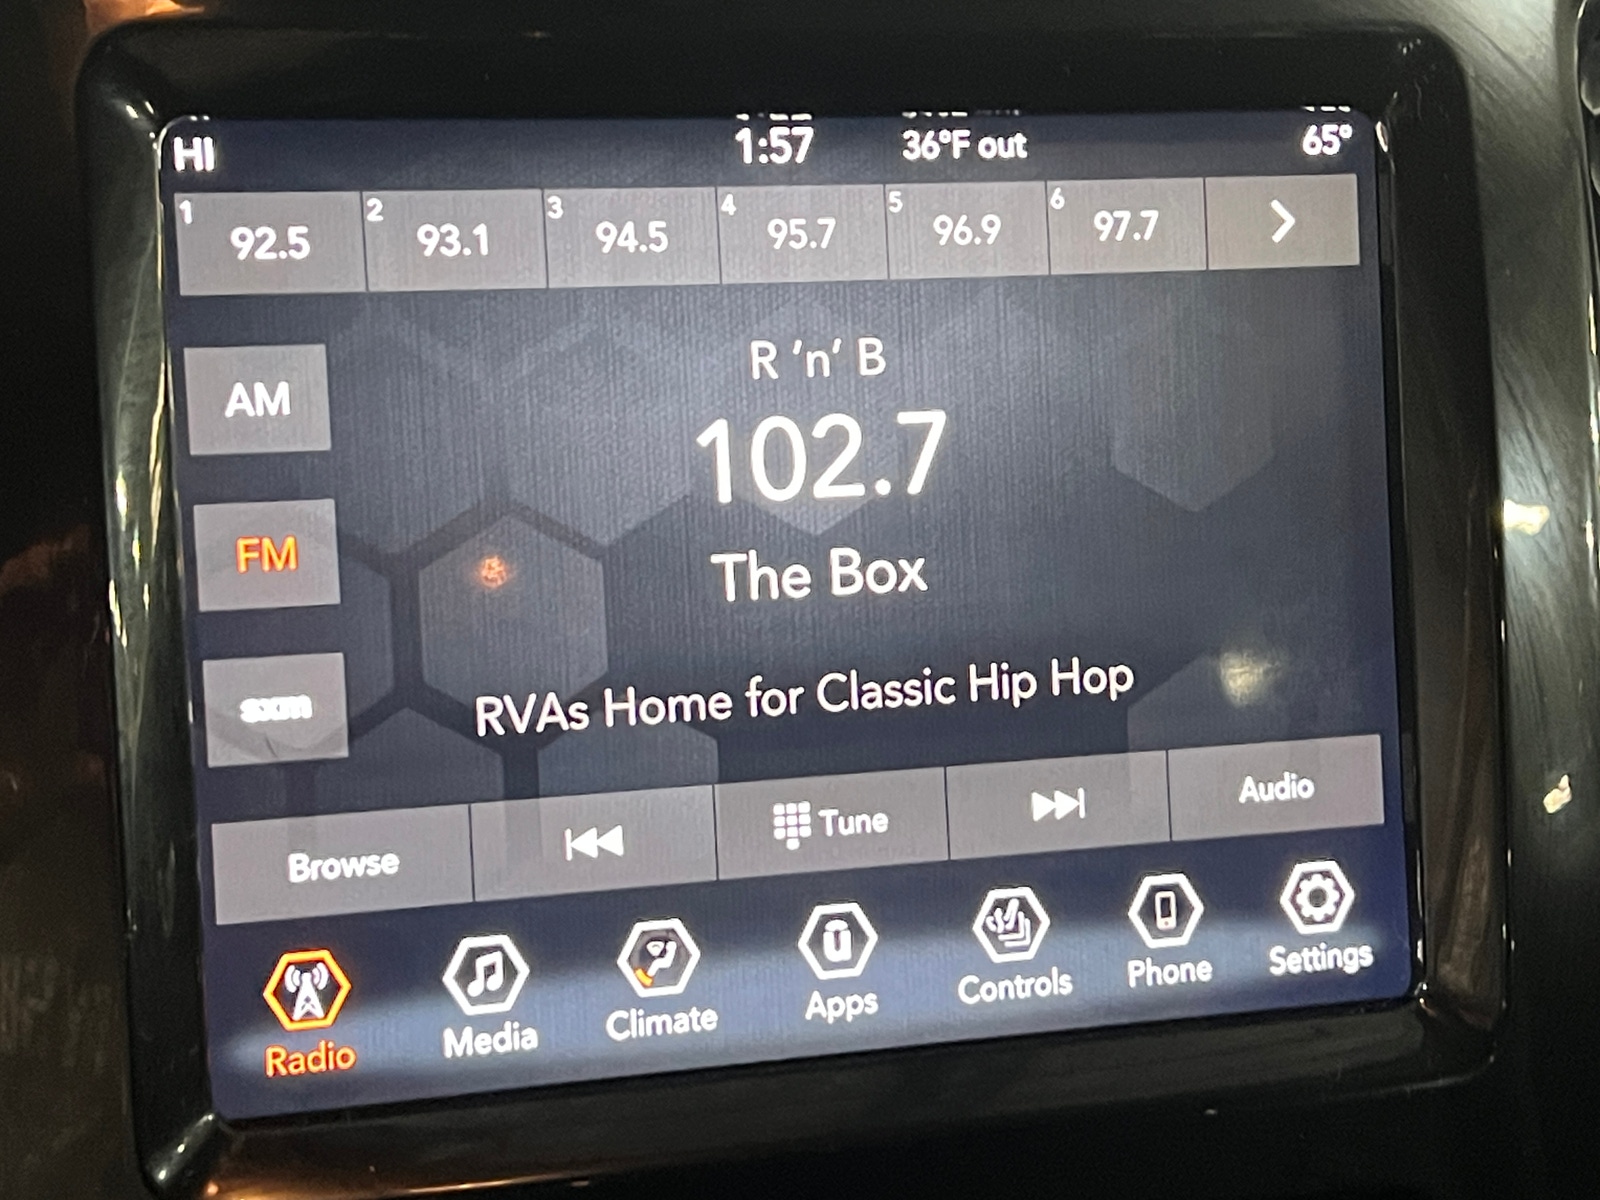 HI 1:57 36°F out 65°
1 92.5 2 93.1 3 94.5 4 95.7 5 96.9 6 97.7
R 'n' B
AM
102.7
FM
The Box
sxm
RVAs Home for Classic Hip Hop
Browse Tune Audio
Radio Media Climate Apps Controls Phone Settings